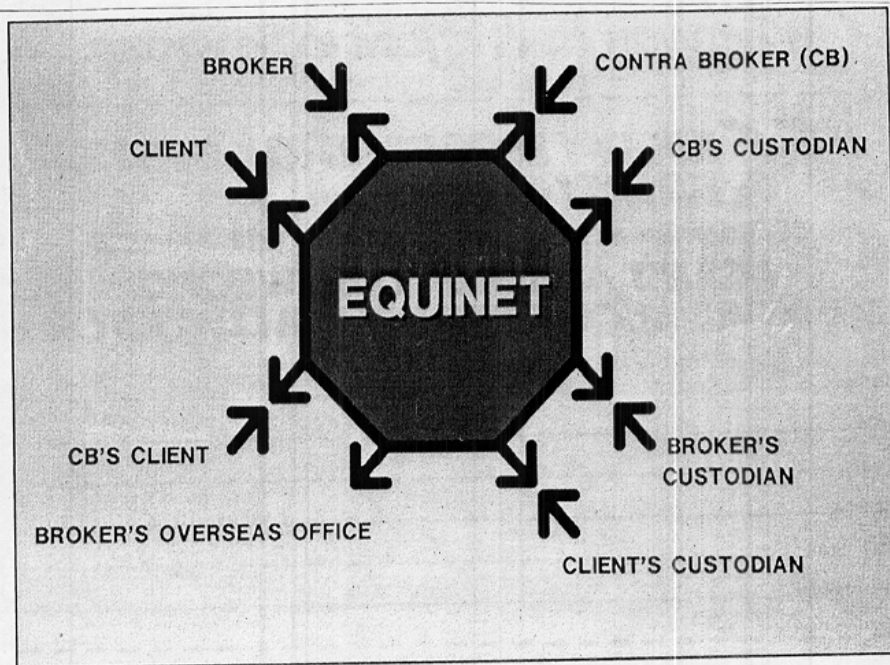 BROKER
CONTRA BROKER (CB)
CLIENT
CB'S CUSTODIAN
EQUINET
CB'S CLIENT
BROKER'S
CUSTODIAN
BROKER'S OVERSEAS OFFICE
CLIENT'S CUSTODIAN